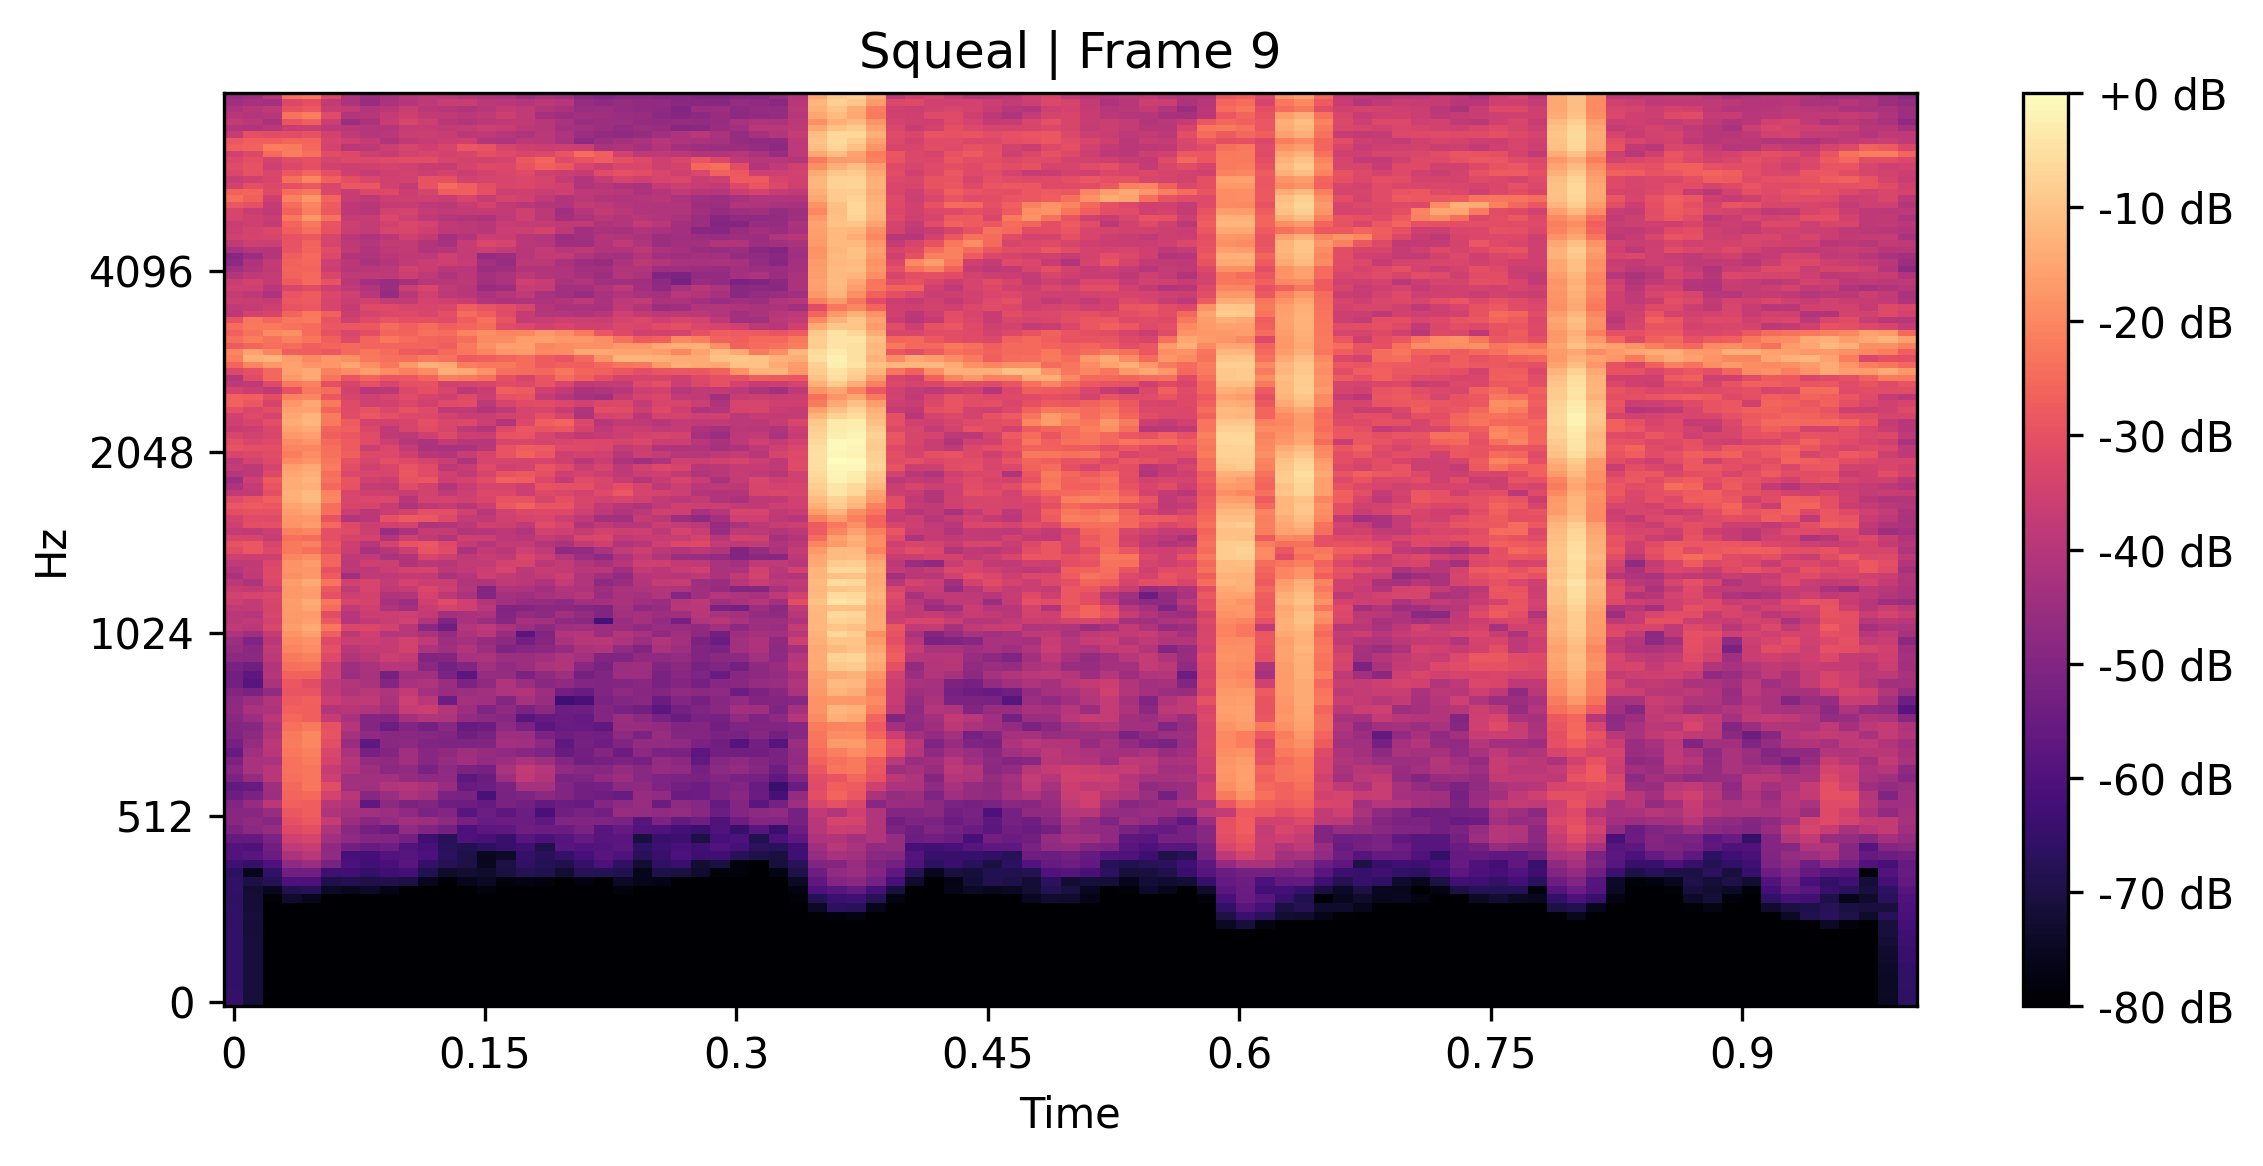 Squeal | Frame 9
+0 dB
-10 dB
-20 dB
-30 dB
-40 dB
-50 dB
-60 dB
-70 dB
-80 dB
4096
2048
1024
512
0
Hz
0 0.15 0.3 0.45 0.6 0.75 0.9
Time